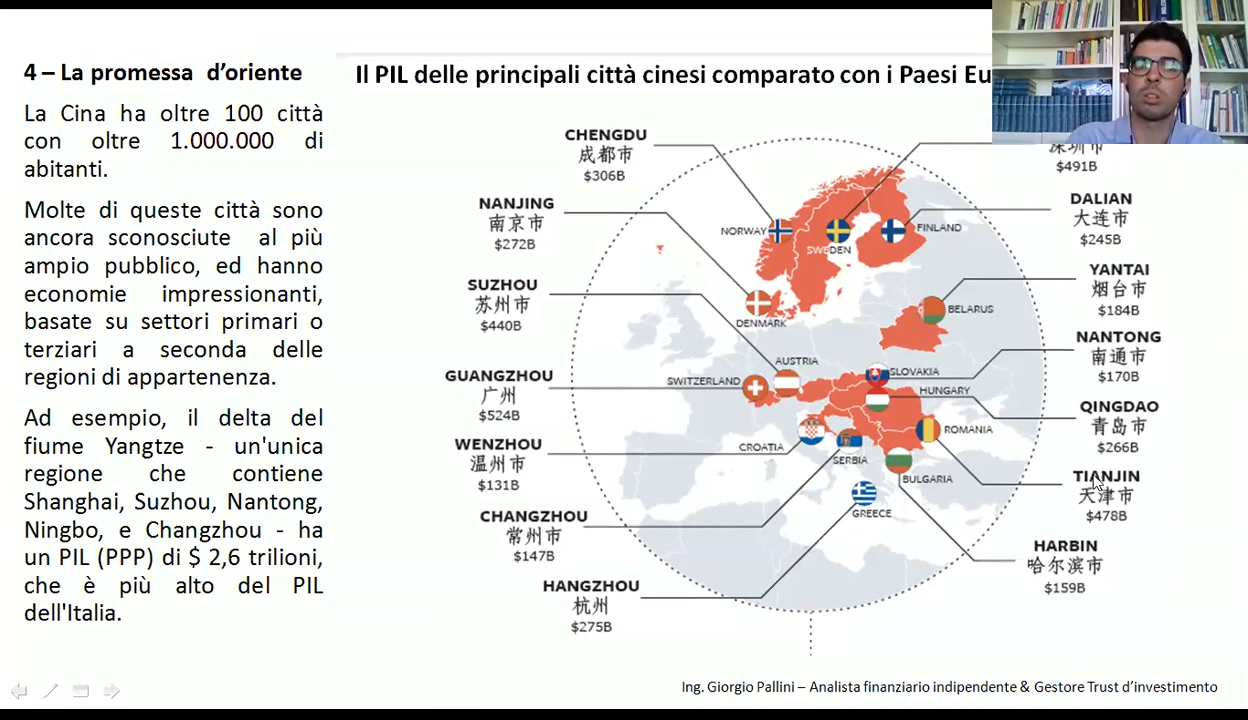 4 – La promessa d’oriente
La Cina ha oltre 100 città
con oltre 1.000.000 di
abitanti.
Molte di queste città sono
ancora sconosciute al più
ampio pubblico, ed hanno
economie impressionanti,
basate su settori primari o
terziari a seconda delle
regioni di appartenenza.
Ad esempio, il delta del
fiume Yangtze - un'unica
regione che contiene
Shanghai, Suzhou, Nantong,
Ningbo, e Changzhou - ha
un PIL (PPP) di $ 2,6 trilioni,
che è più alto del PIL
dell'Italia.
Il PIL delle principali città cinesi comparato con i Paesi Eu
CHENGDU
成都市
$306B
NANJING
南京市
$272B
SUZHOU
苏州市
$440B
GUANGZHOU
广州
$524B
WENZHOU
温州市
$131B
CHANGZHOU
常州市
$147B
HANGZHOU
杭州
$275B
NORWAY
SWEDEN
FINLAND
DENMARK
BELARUS
AUSTRIA
SWITZERLAND
SLOVAKIA
HUNGARY
CROATIA
SERBIA
ROMANIA
BULGARIA
GREECE
深圳市
$491B
DALIAN
大连市
$245B
YANTAI
烟台市
$184B
NANTONG
南通市
$170B
QINGDAO
青岛市
$266B
TIANJIN
天津市
$478B
HARBIN
哈尔滨市
$159B
Ing. Giorgio Pallini – Analista finanziario indipendente & Gestore Trust d’investimento